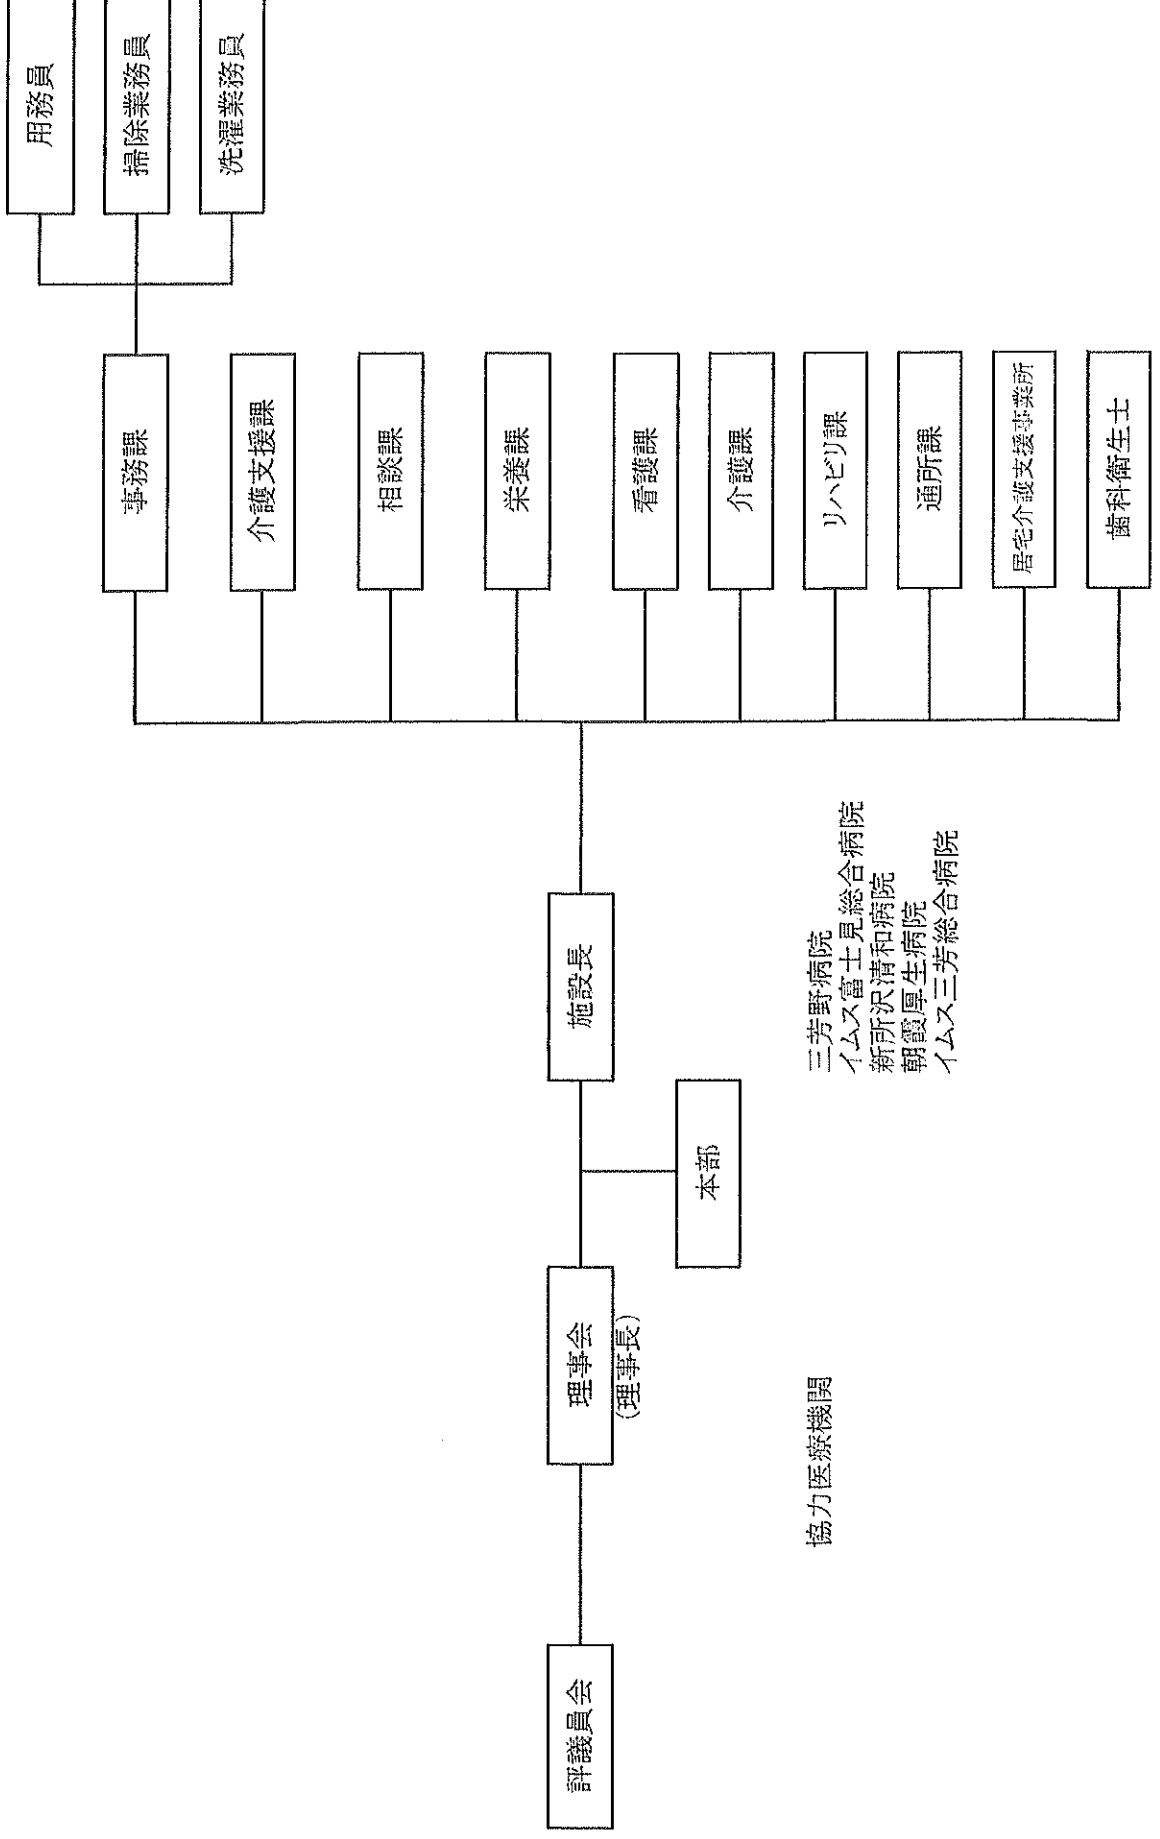 評議員会
理事会
(理事長)
本部
施設長
事務課
介護支援課
相談課
栄養課
看護課
介護課
リハビリ課
通所課
居宅介護支援事業所
歯科衛生士
用務員
掃除業務員
洗濯業務員
協力医療機関
三芳野病院
イムス富士見総合病院
新所沢清和病院
朝霞厚生病院
イムス三芳総合病院